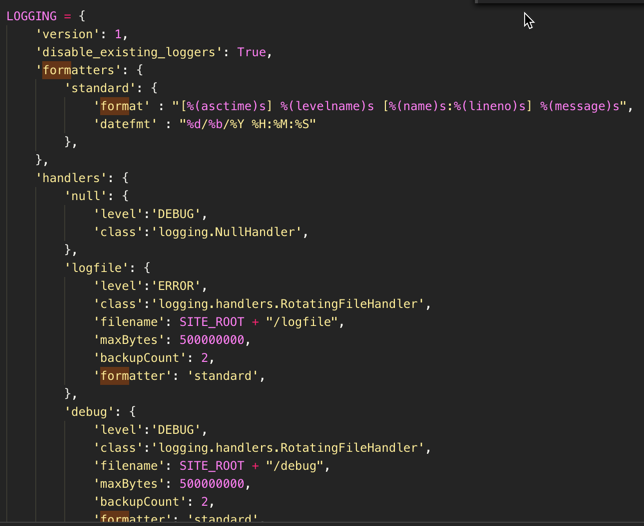 LOGGING = {
    'version': 1,
    'disable_existing_loggers': True,
    'formatters': {
        'standard': {
            'format' : "[%(asctime)s] %(levelname)s [%(name)s:%(lineno)s] %(message)s",
            'datefmt' : "%d/%b/%Y %H:%M:%S"
        },
    },
    'handlers': {
        'null': {
            'level':'DEBUG',
            'class':'logging.NullHandler',
        },
        'logfile': {
            'level':'ERROR',
            'class':'logging.handlers.RotatingFileHandler',
            'filename': SITE_ROOT + "/logfile",
            'maxBytes': 500000000,
            'backupCount': 2,
            'formatter': 'standard',
        },
        'debug': {
            'level':'DEBUG',
            'class':'logging.handlers.RotatingFileHandler',
            'filename': SITE_ROOT + "/debug",
            'maxBytes': 500000000,
            'backupCount': 2,
            'formatter': 'standard'